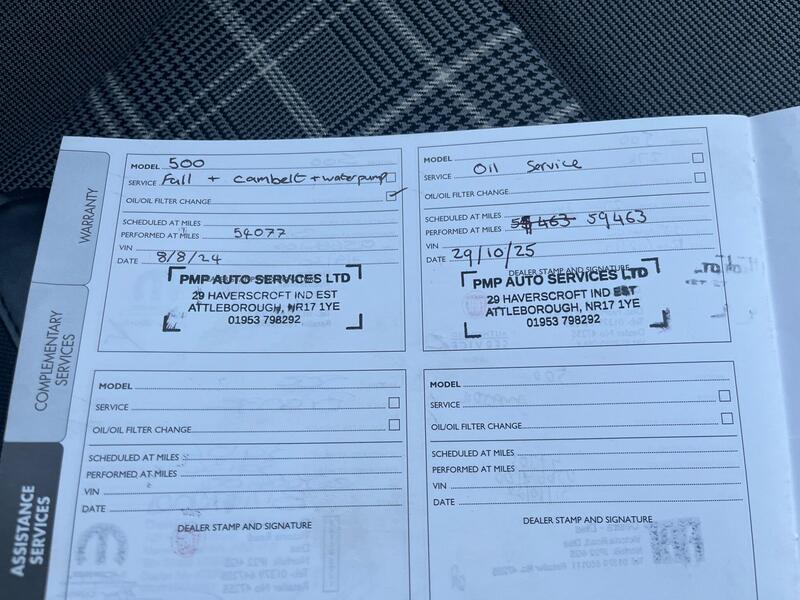 WARRANTY
COMPLEMENTARY
SERVICES
ASSISTANCE
SERVICES
MODEL 500
SERVICE Full + cambelt + waterpump
OIL/OIL FILTER CHANGE
SCHEDULED AT MILES
PERFORMED AT MILES 54077
VIN
DATE 8/8/24
PMP AUTO SERVICES LTD
29 HAVERSCROFT IND EST
ATTLEBOROUGH, NR17 1YE
01953 798292
MODEL
SERVICE Oil Service
OIL/OIL FILTER CHANGE
SCHEDULED AT MILES
PERFORMED AT MILES 59463
VIN
DATE 29/10/25
DEALER STAMP AND SIGNATURE
PMP AUTO SERVICES LTD
29 HAVERSCROFT IND EST
ATTLEBOROUGH, NR17 1YE
01953 798292
MODEL
SERVICE
OIL/OIL FILTER CHANGE
SCHEDULED AT MILES
PERFORMED AT MILES
VIN
DATE
DEALER STAMP AND SIGNATURE
MODEL
SERVICE
OIL/OIL FILTER CHANGE
SCHEDULED AT MILES
PERFORMED AT MILES
VIN
DATE
DEALER STAMP AND SIGNATURE